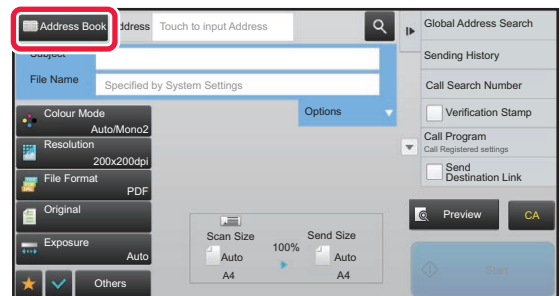 Address Book
Address
Touch to input Address
Subject
File Name
Specified by System Settings
Options
Colour Mode
Auto/Mono2
Resolution
200x200dpi
File Format
PDF
Original
Exposure
Auto
Others
Scan Size
Auto
A4
100%
Send Size
Auto
A4
Global Address Search
Sending History
Call Search Number
Verification Stamp
Call Program
Call Registered settings
Send
Destination Link
Preview
CA
Start